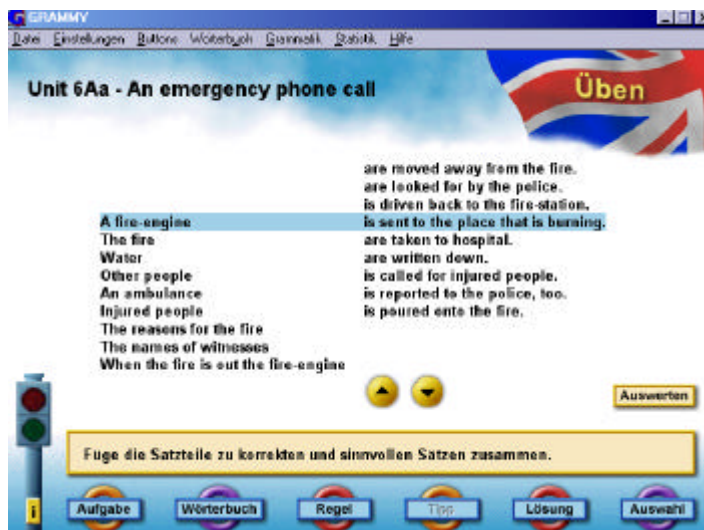 GRAMMY
Datei Einstellungen Buttons Wörterbuch Grammatik Statistik Hilfe
Unit 6Aa - An emergency phone call
Üben
are moved away from the fire.
are looked for by the police.
is driven back to the fire-station.
A fire-engine is sent to the place that is burning.
The fire are taken to hospital.
Water are written down.
Other people is called for injured people.
An ambulance is reported to the police, too.
Injured people is poured onto the fire.
The reasons for the fire
The names of witnesses
When the fire is out the fire-engine
Auswerten
Füge die Satzteile zu korrekten und sinnvollen Sätzen zusammen.
i Aufgabe Wörterbuch Regel Tipp Lösung Auswahl